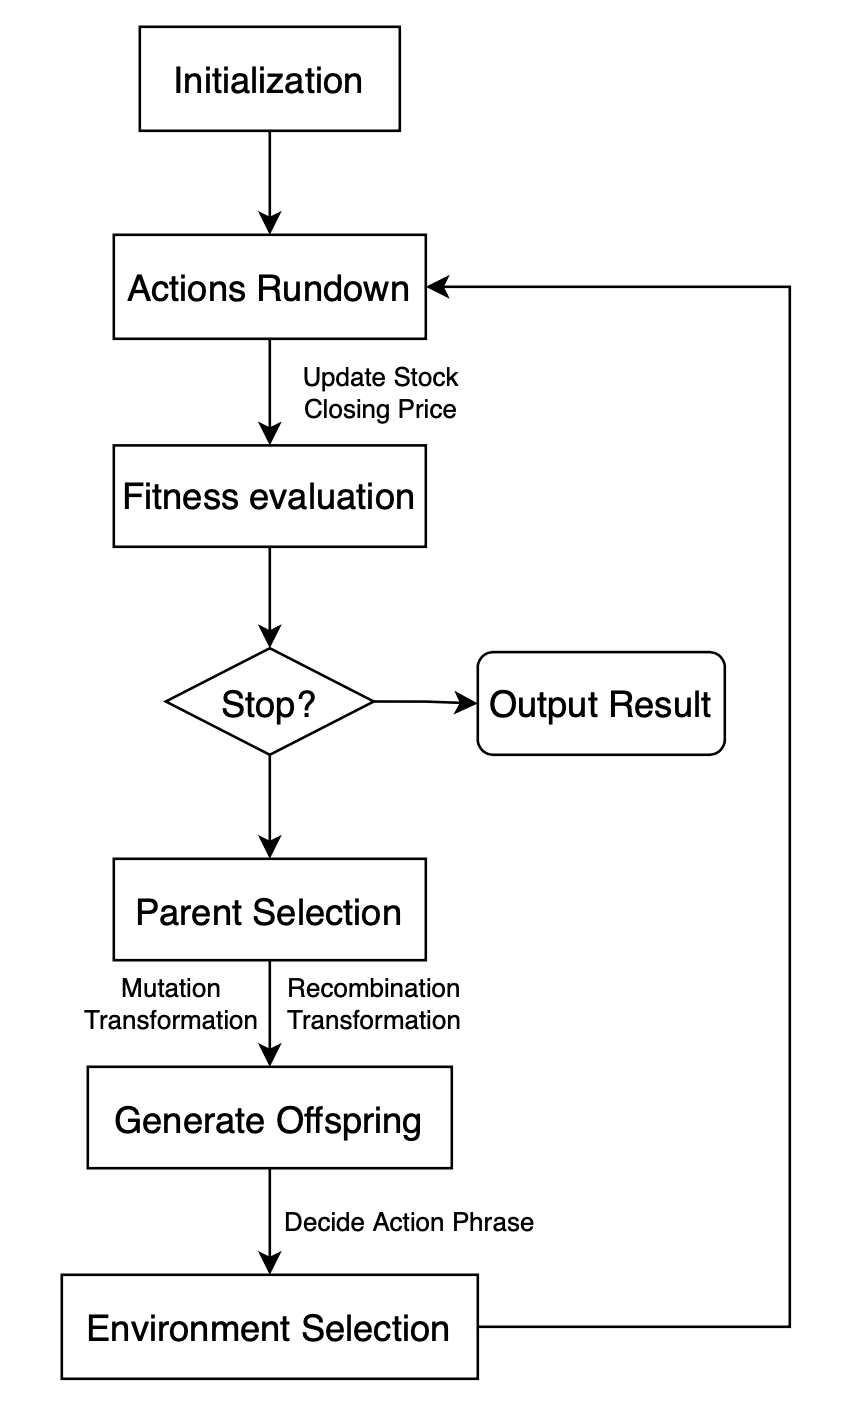 Initialization
Actions Rundown
Update Stock
Closing Price
Fitness evaluation
Stop?
Output Result
Parent Selection
Mutation
Transformation
Recombination
Transformation
Generate Offspring
Decide Action Phrase
Environment Selection